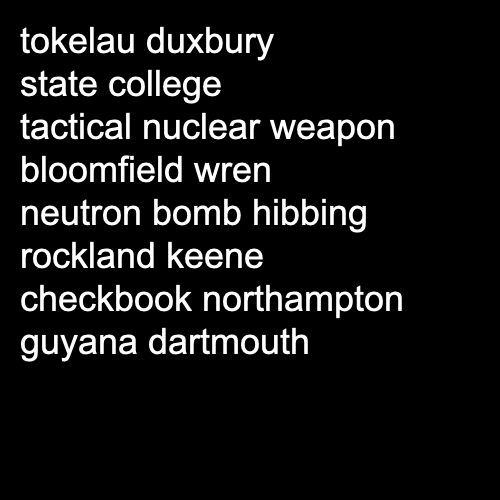 tokelau duxbury
state college
tactical nuclear weapon
bloomfield wren
neutron bomb hibbing
rockland keene
checkbook northampton
guyana dartmouth